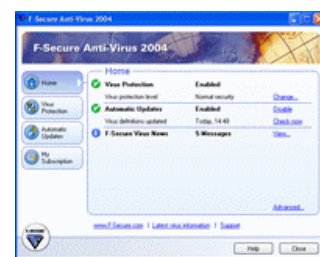 F-Secure Anti-Virus 2004
F-Secure Anti-Virus 2004
Home
Home
Virus Protection Enabled
Virus protection level Normal security Change...
Virus Protection
Automatic Updates Enabled Disable
Virus definitions updated Today, 14:48 Check now
Automatic Updates
F-Secure Virus News 5 Messages View...
My Subscription
Advanced...
www.F-Secure.com | Latest virus information | Support
Help Close